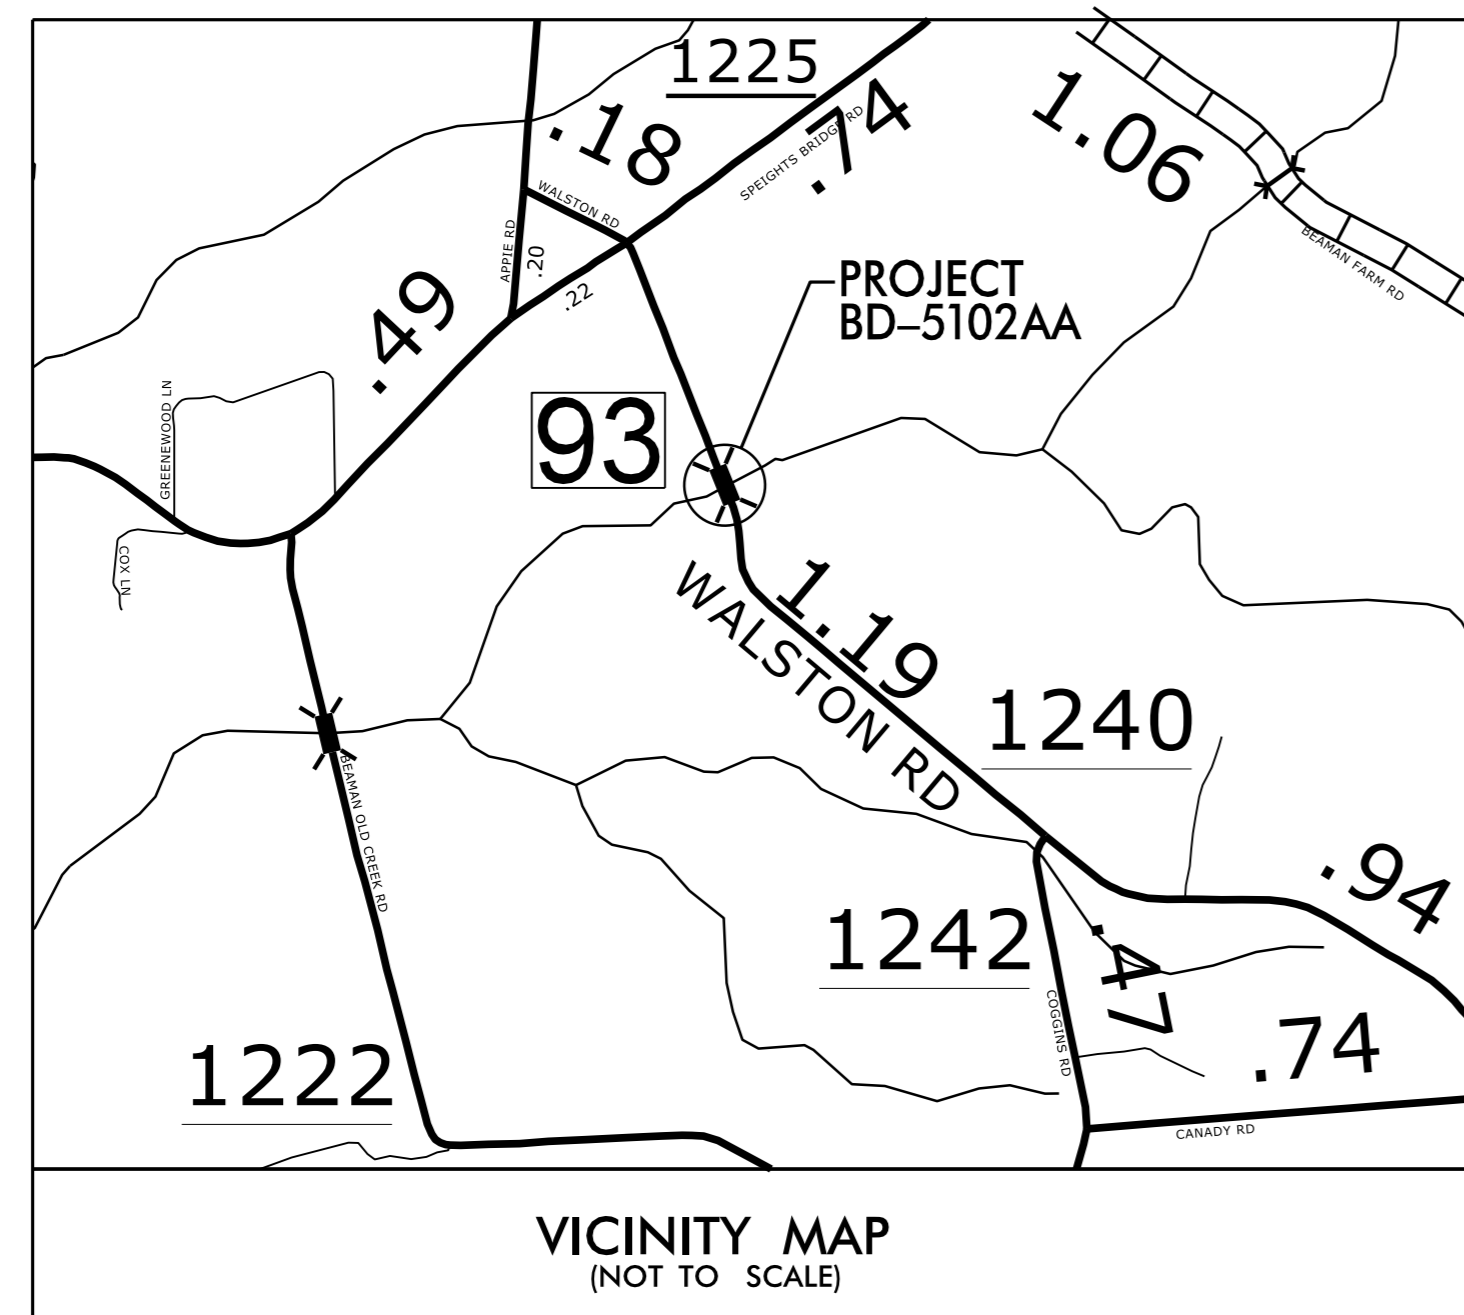 1225
.18
.74
SPEIGHTS BRIDGE RD
1.06
WALSTON RD
APPIE RD
.20
.22
BEAMAN FARM RD
PROJECT
BD–5102AA
.49
GREENEWOOD LN
93
COX LN
1.19
WALSTON RD
1240
BEAMAN OLD CREEK RD
.94
1242
.47
COGGINS RD
.74
1222
CANADY RD
VICINITY MAP
(NOT TO SCALE)